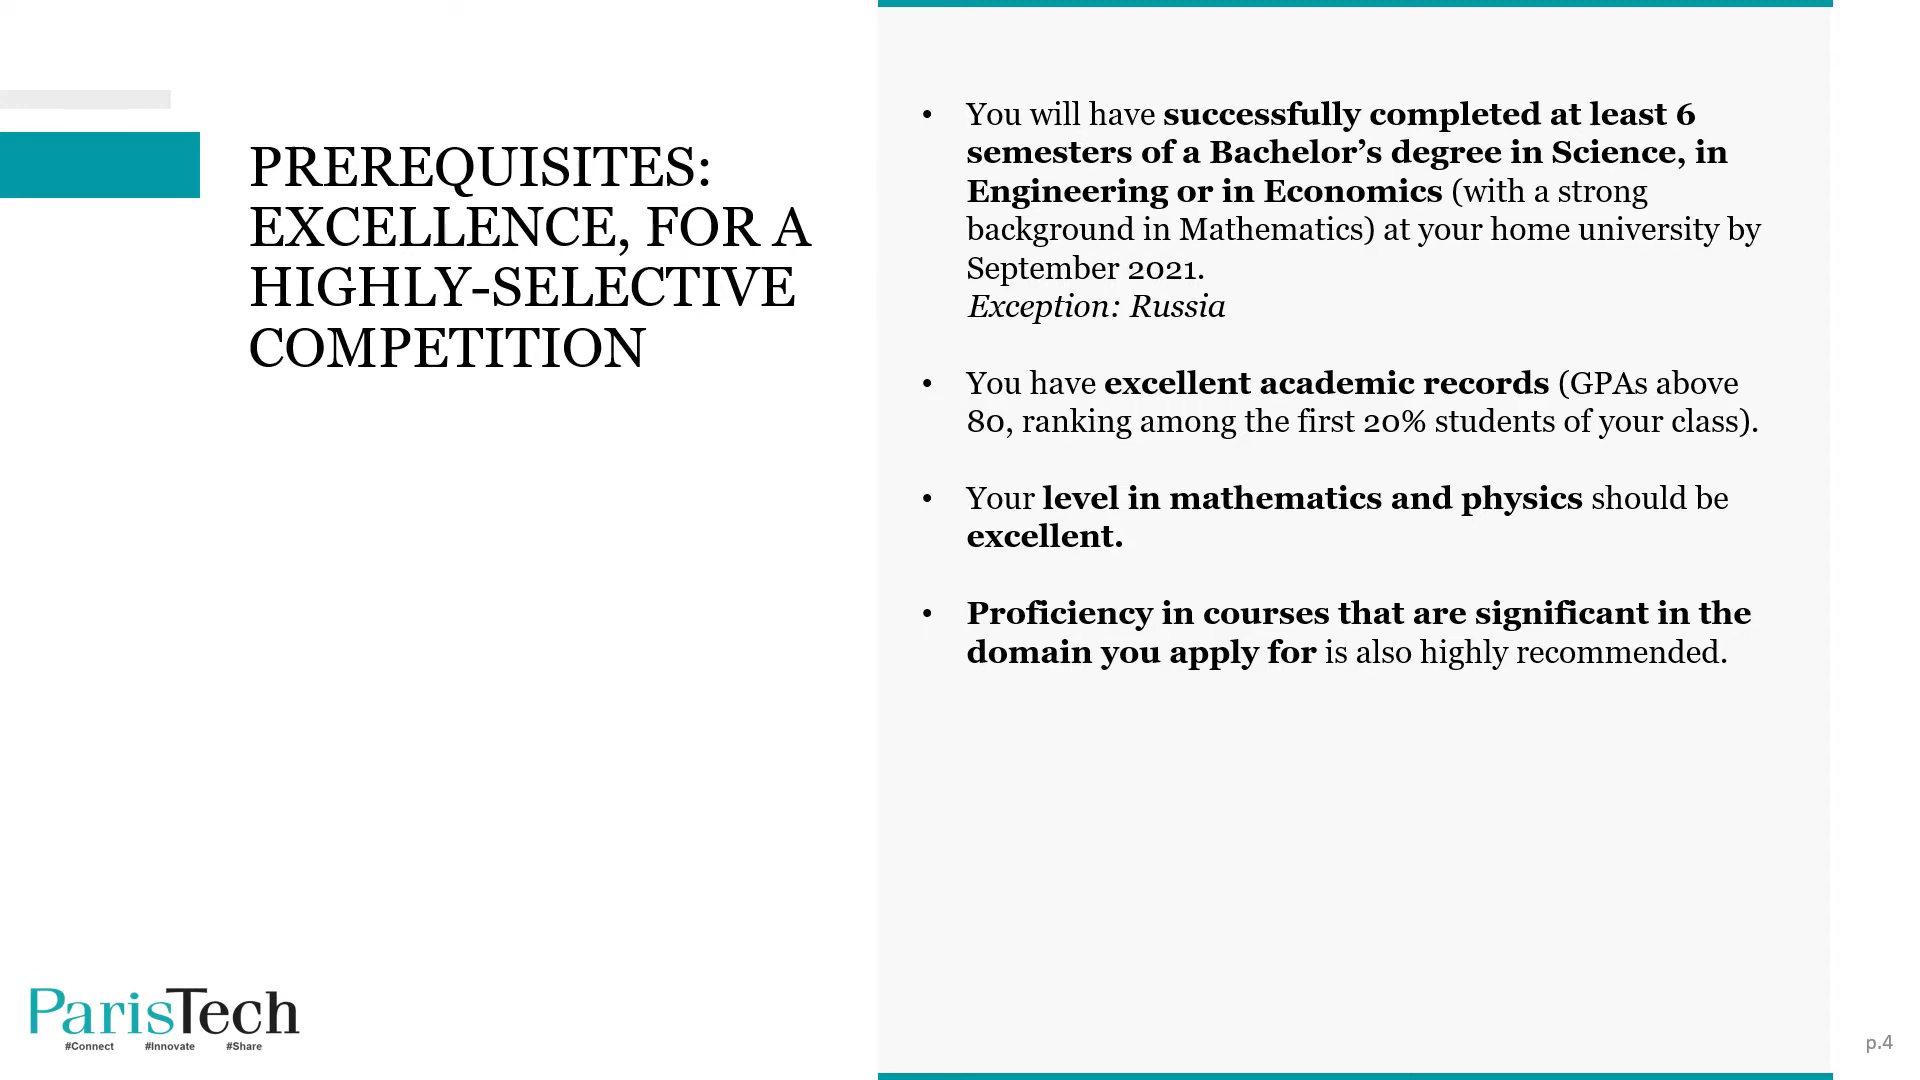 PREREQUISITES:
EXCELLENCE, FOR A
HIGHLY-SELECTIVE
COMPETITION
• You will have successfully completed at least 6
semesters of a Bachelor’s degree in Science, in
Engineering or in Economics (with a strong
background in Mathematics) at your home university by
September 2021.
Exception: Russia
• You have excellent academic records (GPAs above
80, ranking among the first 20% students of your class).
• Your level in mathematics and physics should be
excellent.
• Proficiency in courses that are significant in the
domain you apply for is also highly recommended.
ParisTech
#Connect #Innovate #Share
p.4